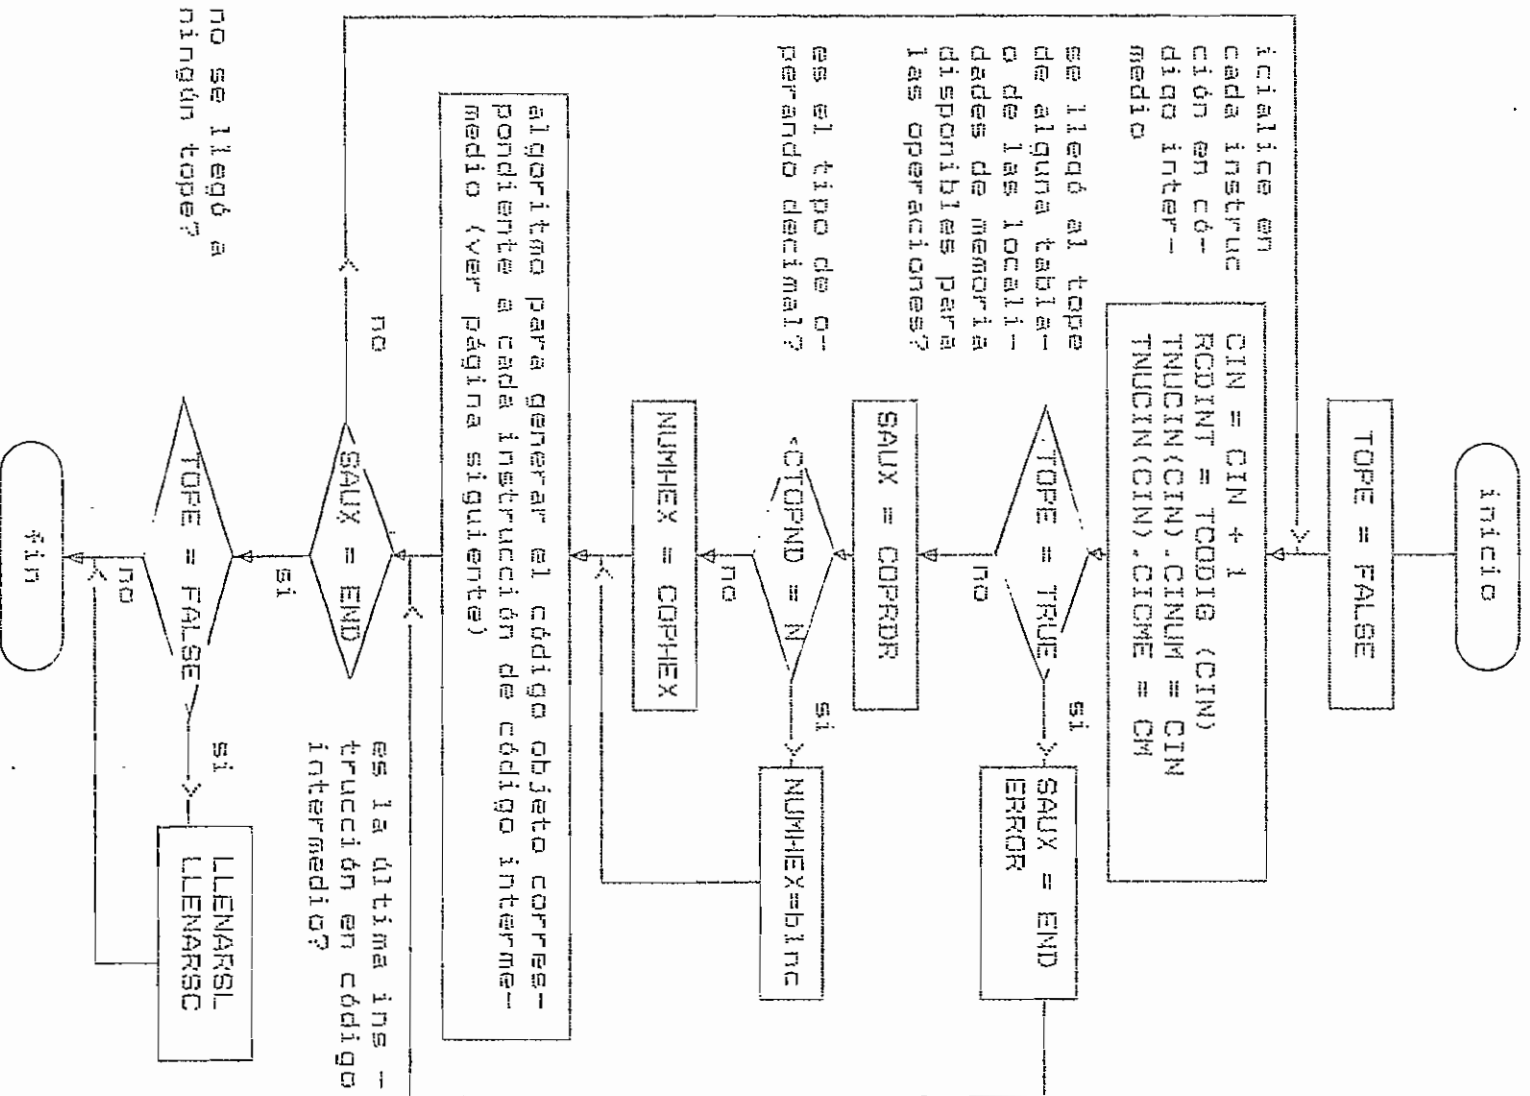 inicio
TOPE = FALSE
icialice en
cada instruc
ción en có-
digo inter-
medio
CIN = CIN + 1
RCDINT = TCODIG (CIN)
TNUCIN(CIN).CINUM = CIN
TNUCIN(CIN).CICME = CM
se llegó al tope
de alguna tabla-
o de las locali-
dades de memoria
disponibles para
las operaciones?
TOPE = TRUE
si
SAUX = END
ERROR
no
SAUX = COPRDR
es el tipo de o-
perando decimal?
CTOPND = N
si
NUMHEX=blnc
no
NUMHEX = COPHEX
algoritmo para generar el código objeto corres-
pondiente a cada instrucción de código interme-
medio (ver página siguiente)
no
SAUX = END
es la última ins -
trucción en código
intermedio?
si
no se llegó a
ningún tope?
TOPE = FALSE
si
LLENARSL
LLENARSC
no
fin